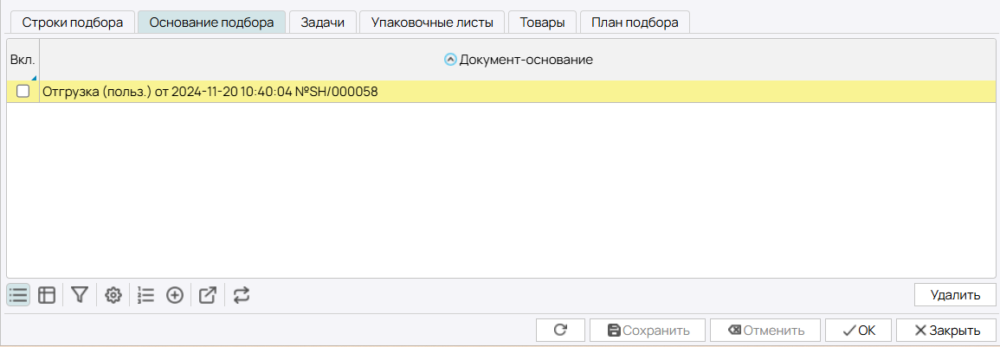 Строки подбора Основание подбора Задачи Упаковочные листы Товары План подбора
Вкл. Документ-основание
Отгрузка (польз.) от 2024-11-20 10:40:04 №SH/000058
Удалить
Сохранить Отменить OK Закрыть